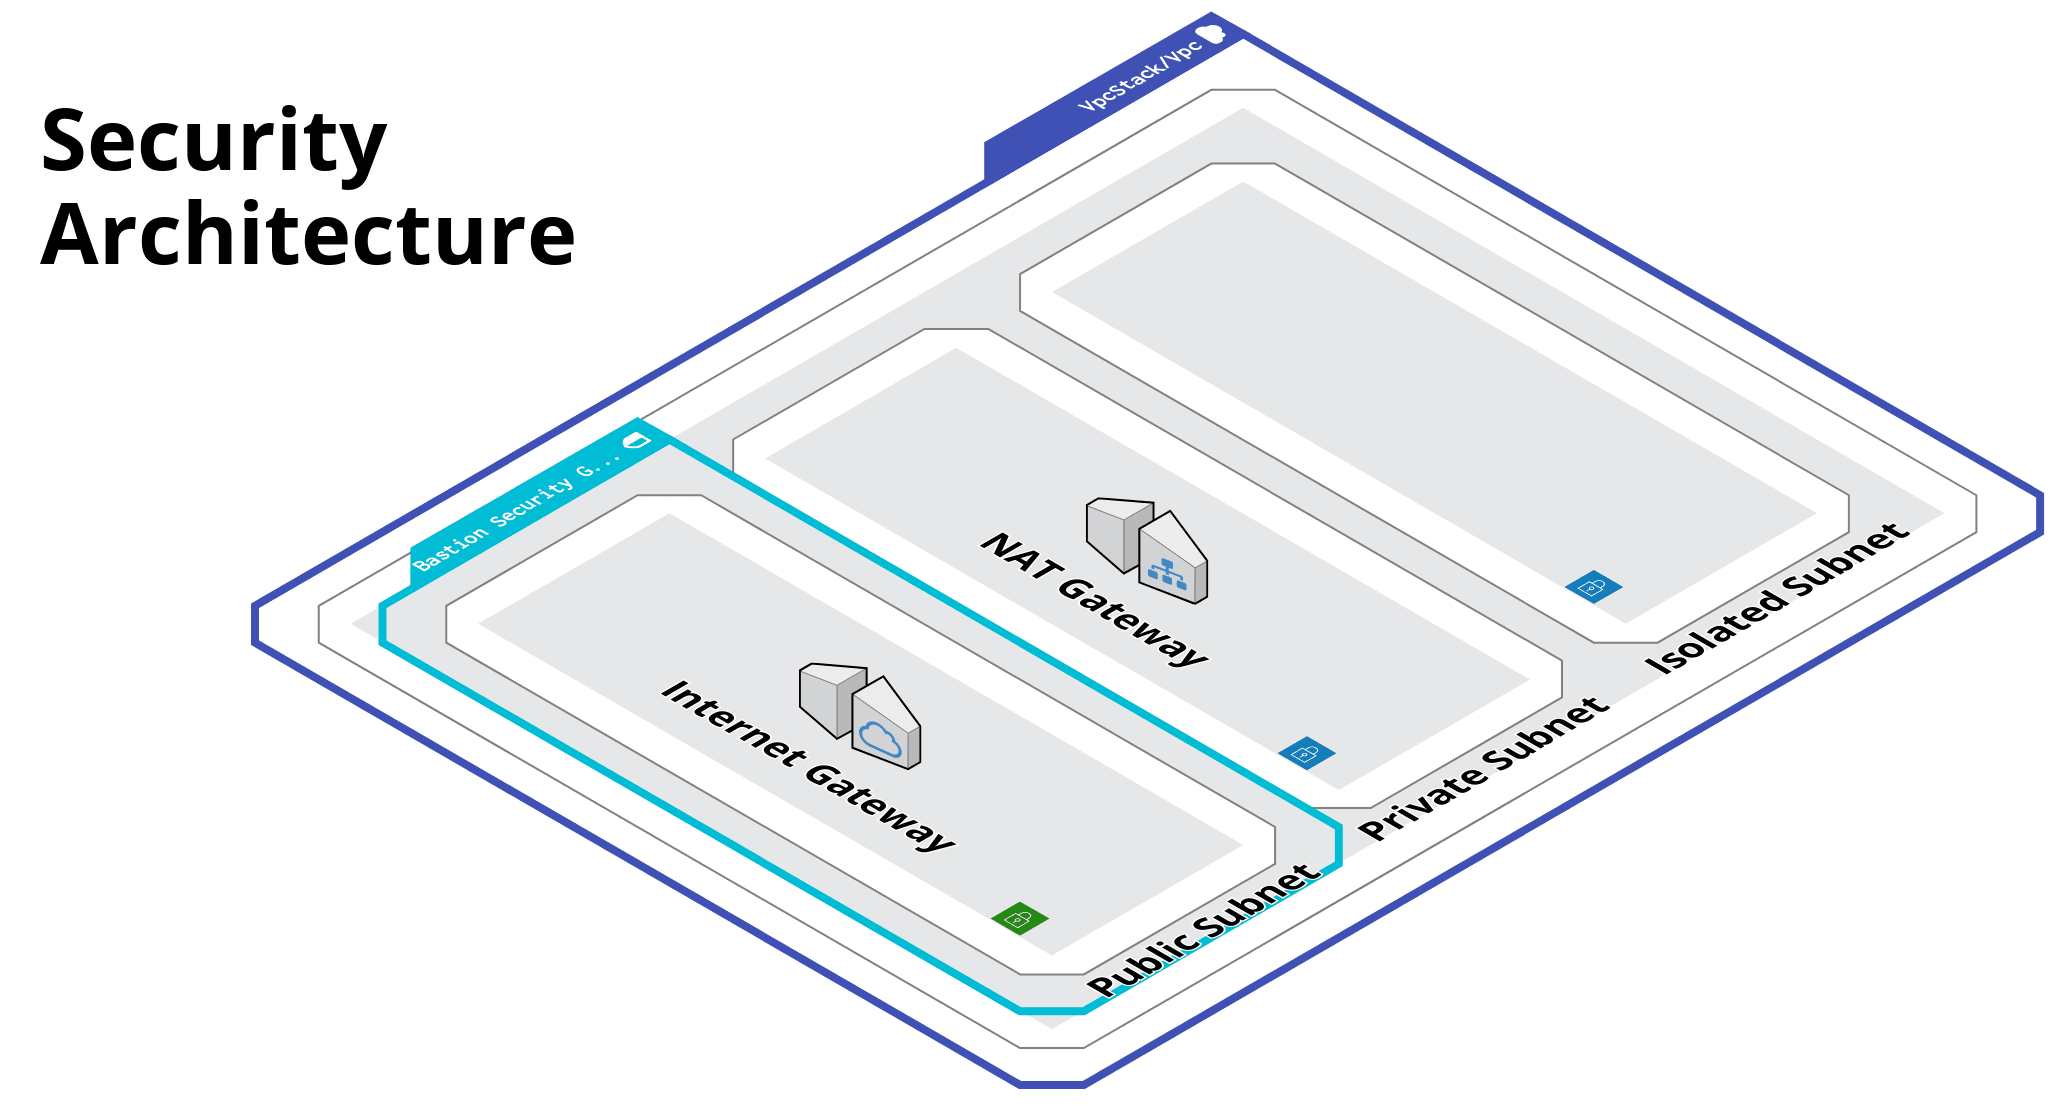 Security
Architecture
VpcStack/Vpc
Bastion Security G...
NAT Gateway
Internet Gateway
Isolated Subnet
Private Subnet
Public Subnet